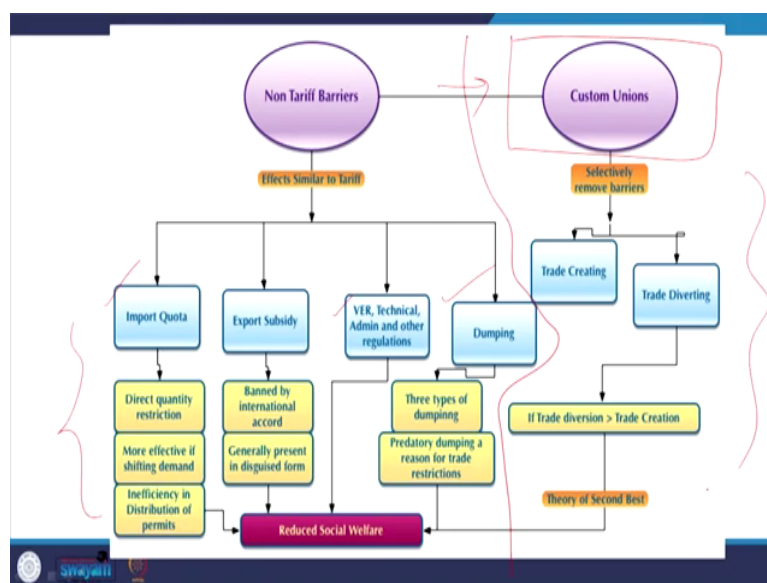 Non Tariff Barriers
Custom Unions
Effects Similar to Tariff
Selectively
remove barriers
Import Quota
Export Subsidy
VER, Technical,
Admin and other
regulations
Dumping
Trade Creating
Trade Diverting
Direct quantity
restriction
More effective if
shifting demand
Inefficiency in
Distribution of
permits
Banned by
international
accord
Generally present
in disguised form
Three types of
dumpinng
Predatory dumping a
reason for trade
restrictions
If Trade diversion > Trade Creation
Theory of Second Best
Reduced Social Welfare
swayam